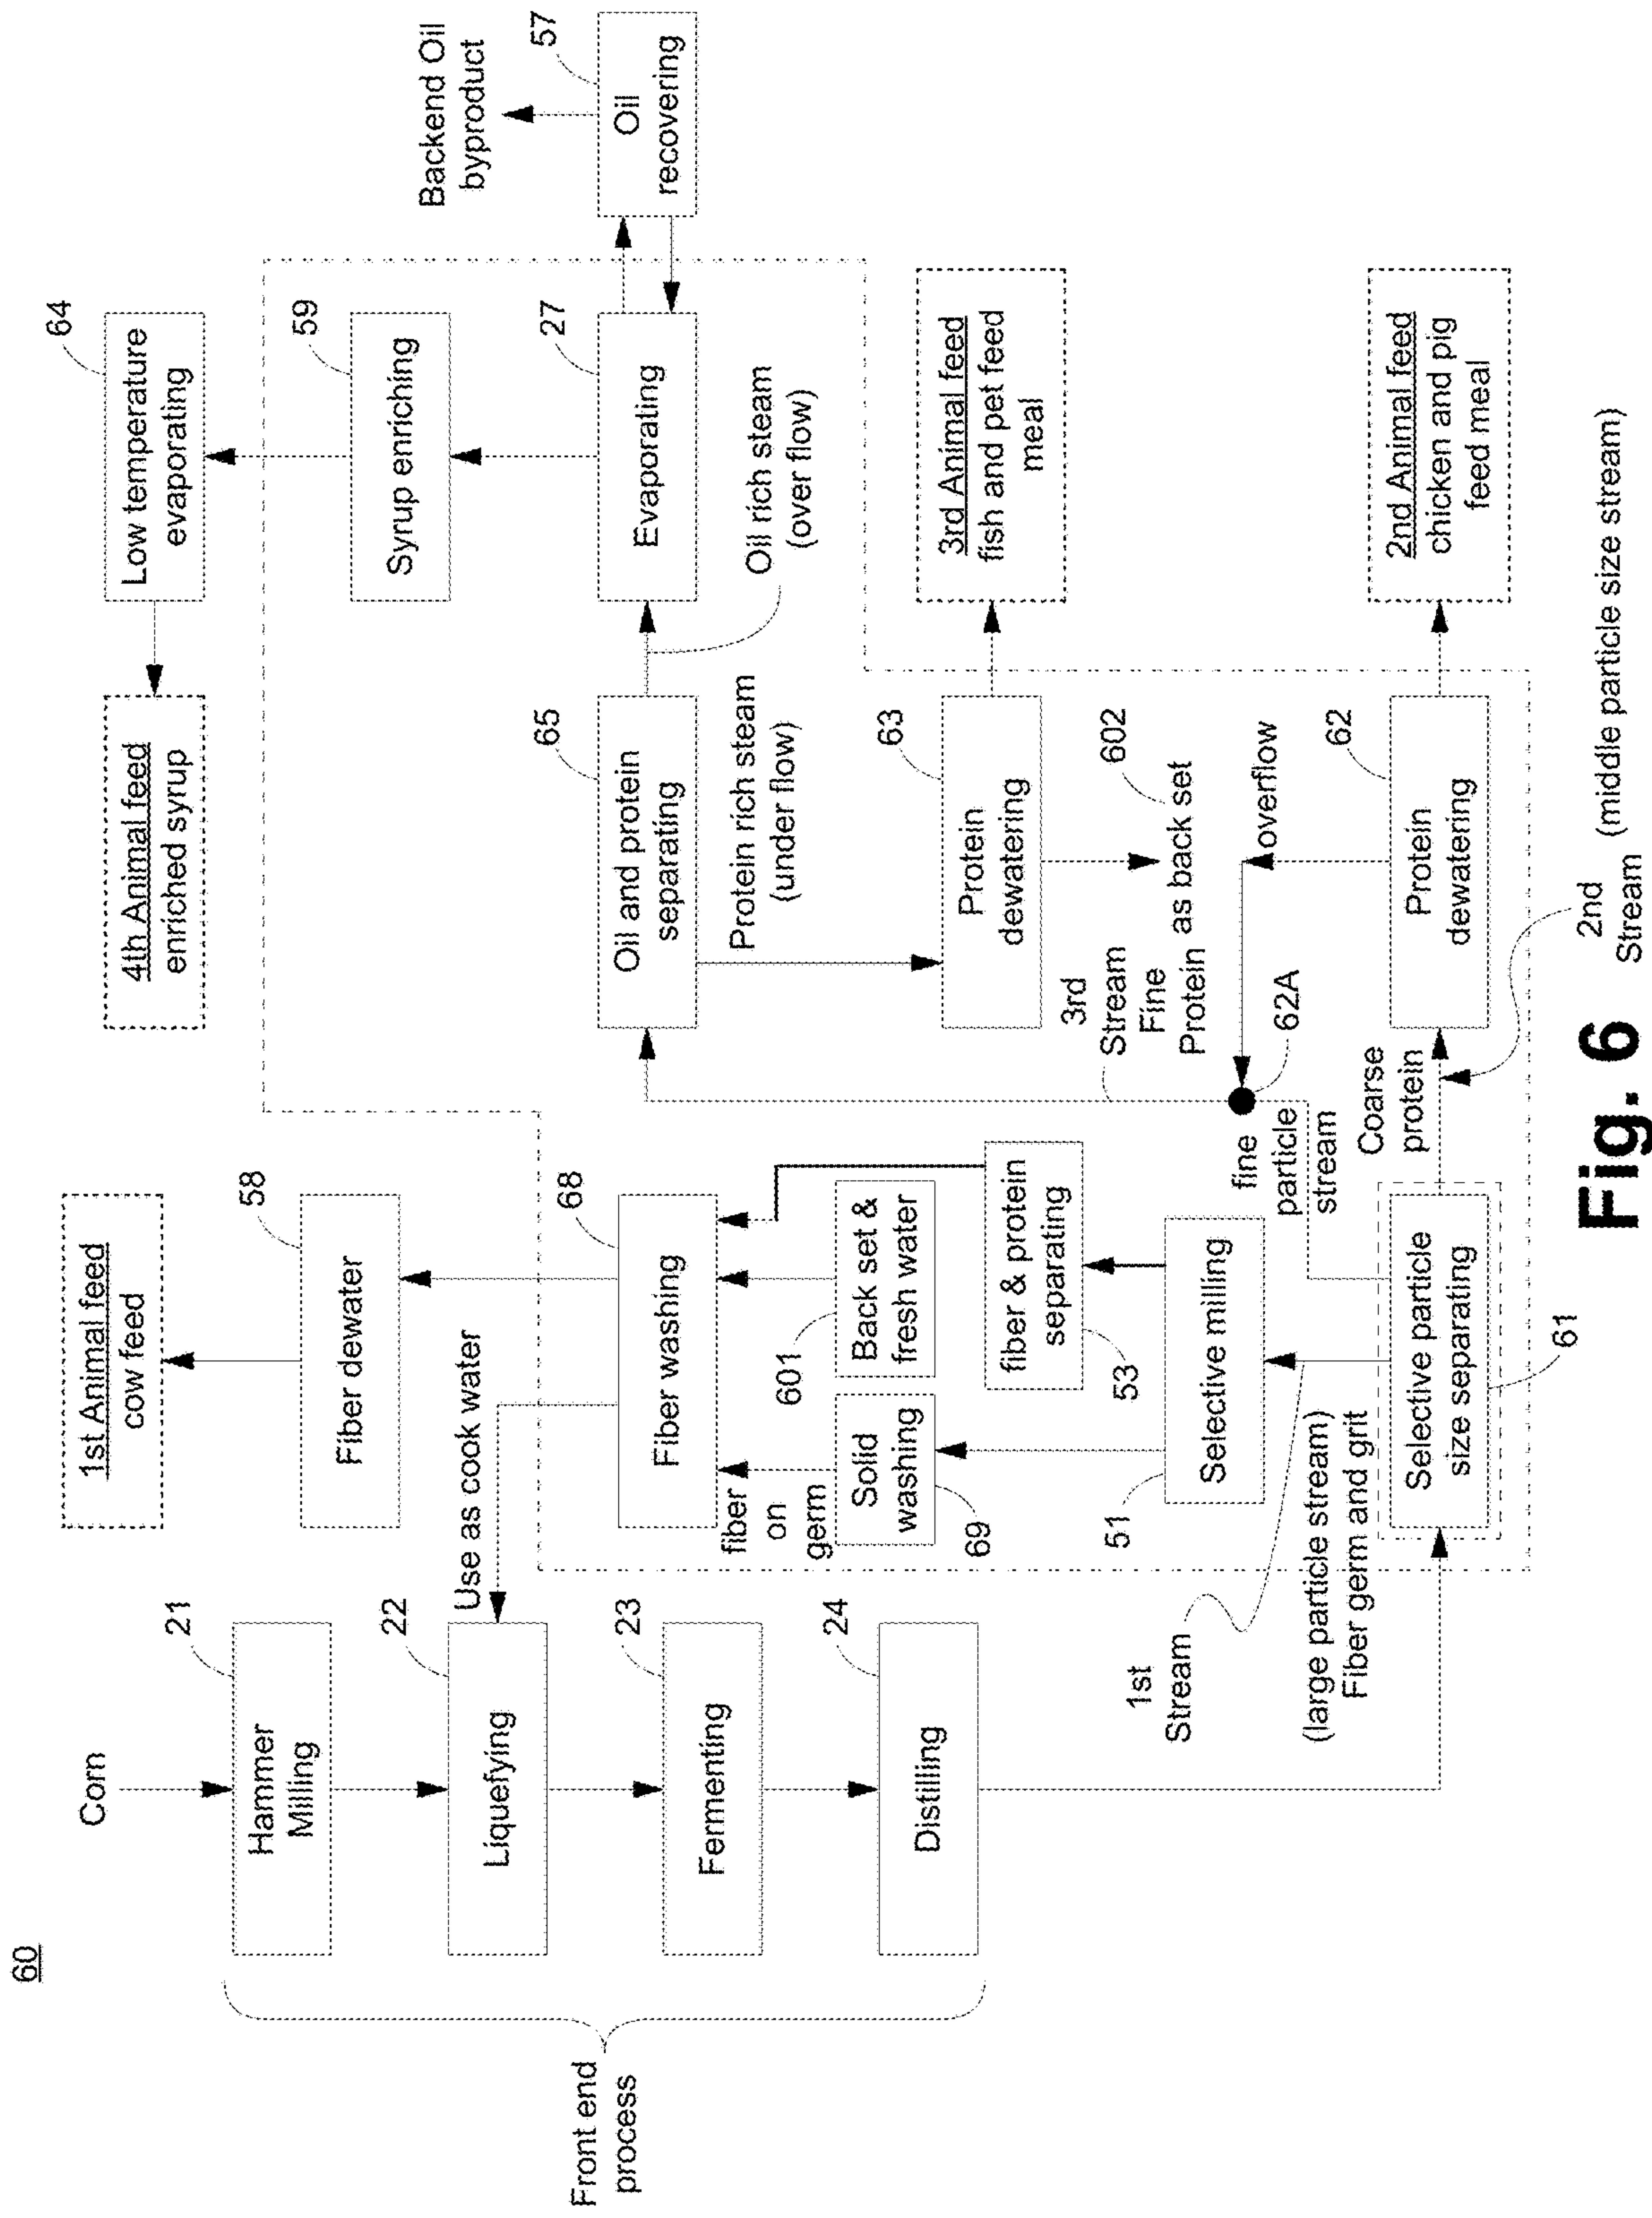 60
Corn
Hammer
Milling
21
Liquefying
22
Fermenting
23
Distilling
24
Front end
process
Use as cook water
1st Animal feed
cow feed
Fiber dewater
58
Fiber washing
68
fiber
on
germ
Solid
washing
69
601
Back set &
fresh water
fiber & protein
separating
53
Selective milling
51
1st
Stream
(large particle stream)
Fiber germ and grit
Selective particle
size separating
61
fine
particle
stream
62A
3rd
Stream
Fine
Protein
Coarse
protein
2nd
Stream
(middle particle size stream)
4th Animal feed
enriched syrup
Low temperature
evaporating
64
Syrup enriching
59
Evaporating
27
Oil and protein
separating
65
Oil rich steam
(over flow)
Protein rich steam
(under flow)
Protein
dewatering
63
as back set
602
overflow
Protein
dewatering
62
Backend Oil
byproduct
Oil
recovering
57
3rd Animal feed
fish and pet feed
meal
2nd Animal feed
chicken and pig
feed meal
Fig. 6